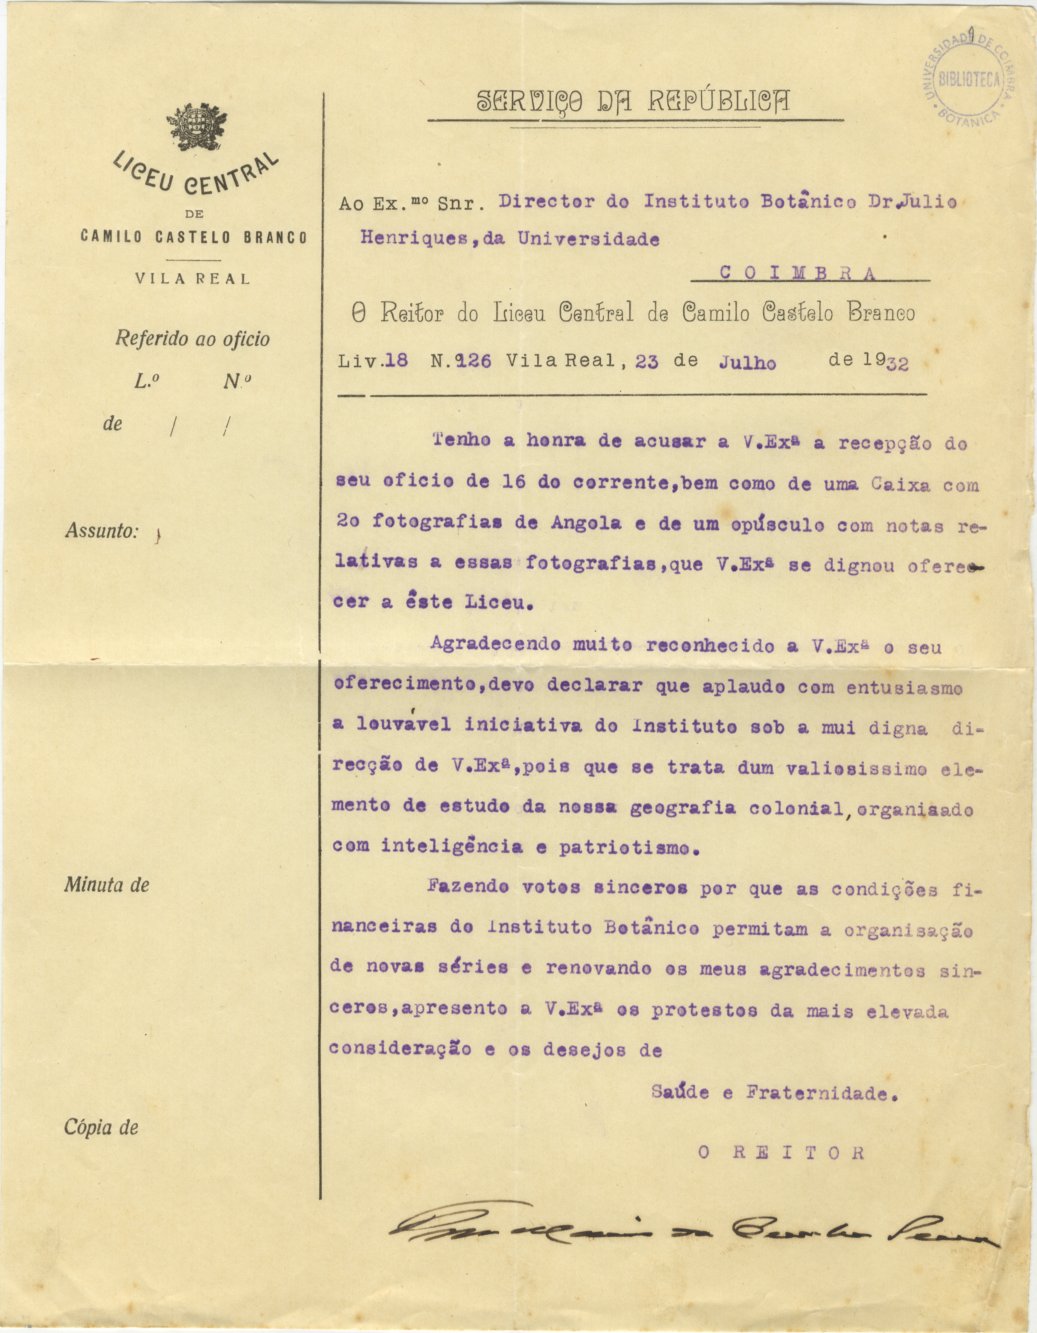 UNIVERSIDADE DE COIMBRA
BIBLIOTECA
BOTANICA
SERVIÇO DA REPÚBLICA
LICEU CENTRAL
DE
CAMILO CASTELO BRANCO
VILA REAL
Referido ao oficio
L.º Nº
de / /
Assunto:
Minuta de
Cópia de
Ao Ex.mo Snr. Director do Instituto Botânico Dr.Julio
Henriques,da Universidade
COIMBRA
O Reitor do Liceu Central de Camilo Castelo Branco
Liv.18 N.126 Vila Real, 23 de Julho de 1932
Tenho a honra de acusar a V.Exª a recepção do
seu oficio de 16 do corrente,bem como de uma Caixa com
2o fotografias de Angola e de um opúsculo com notas re-
lativas a essas fotografias,que V.Exª se dignou ofere-
cer a êste Liceu.
Agradecendo muito reconhecido a V.Exª o seu
oferecimento,devo declarar que aplaudo com entusiasmo
a louvável iniciativa do Instituto sob a mui digna di-
recção de V.Exª,pois que se trata dum valiosissimo ele-
mento de estudo da nossa geografia colonial,organisado
com inteligência e patriotismo.
Fazendo votos sinceros por que as condições fi-
nanceiras do Instituto Botânico permitam a organisação
de novas séries e renovando os meus agradecimentos sin-
ceros,apresento a V.Exª os protestos da mais elevada
consideração e os desejos de
Saúde e Fraternidade.
O REITOR